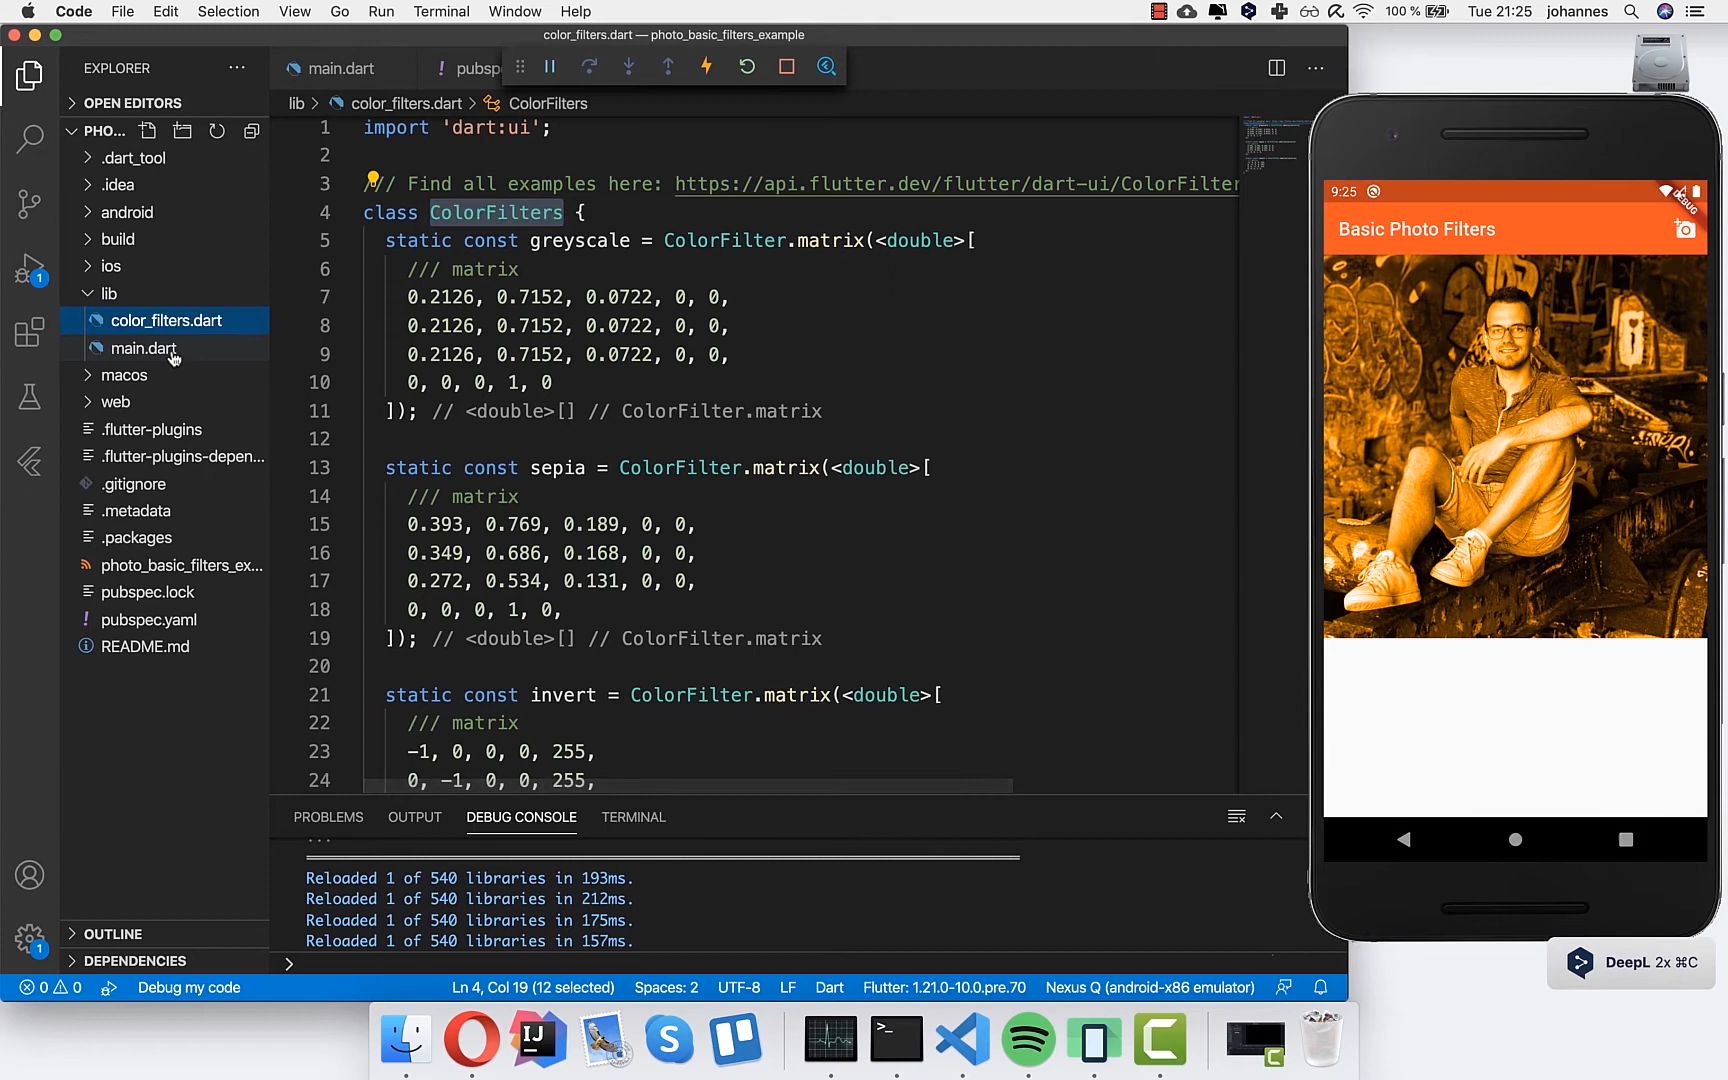 Code File Edit Selection View Go Run Terminal Window Help 100 % Tue 21:25 johannes
color_filters.dart — photo_basic_filters_example
EXPLORER
OPEN EDITORS
PHO...
.dart_tool
.idea
android
build
ios
lib
color_filters.dart
main.dart
macos
web
.flutter-plugins
.flutter-plugins-depen...
.gitignore
.metadata
.packages
photo_basic_filters_ex...
pubspec.lock
pubspec.yaml
README.md
OUTLINE
DEPENDENCIES
1
1
main.dart ! pubsp
lib > color_filters.dart > ColorFilters
1 import 'dart:ui';
2
3 /// Find all examples here: https://api.flutter.dev/flutter/dart-ui/ColorFilter
4 class ColorFilters {
5 static const greyscale = ColorFilter.matrix(<double>[
6 /// matrix
7 0.2126, 0.7152, 0.0722, 0, 0,
8 0.2126, 0.7152, 0.0722, 0, 0,
9 0.2126, 0.7152, 0.0722, 0, 0,
10 0, 0, 0, 1, 0
11 ]); // <double>[] // ColorFilter.matrix
12
13 static const sepia = ColorFilter.matrix(<double>[
14 /// matrix
15 0.393, 0.769, 0.189, 0, 0,
16 0.349, 0.686, 0.168, 0, 0,
17 0.272, 0.534, 0.131, 0, 0,
18 0, 0, 0, 1, 0,
19 ]); // <double>[] // ColorFilter.matrix
20
21 static const invert = ColorFilter.matrix(<double>[
22 /// matrix
23 -1, 0, 0, 0, 255,
24 0, -1, 0, 0, 255,
PROBLEMS OUTPUT DEBUG CONSOLE TERMINAL
Reloaded 1 of 540 libraries in 193ms.
Reloaded 1 of 540 libraries in 212ms.
Reloaded 1 of 540 libraries in 175ms.
Reloaded 1 of 540 libraries in 157ms.
>
0 0 Debug my code Ln 4, Col 19 (12 selected) Spaces: 2 UTF-8 LF Dart Flutter: 1.21.0-10.0.pre.70 Nexus Q (android-x86 emulator)
9:25
DEBUG
Basic Photo Filters
DeepL 2x ⌘C
IJ
S
>_
C
C